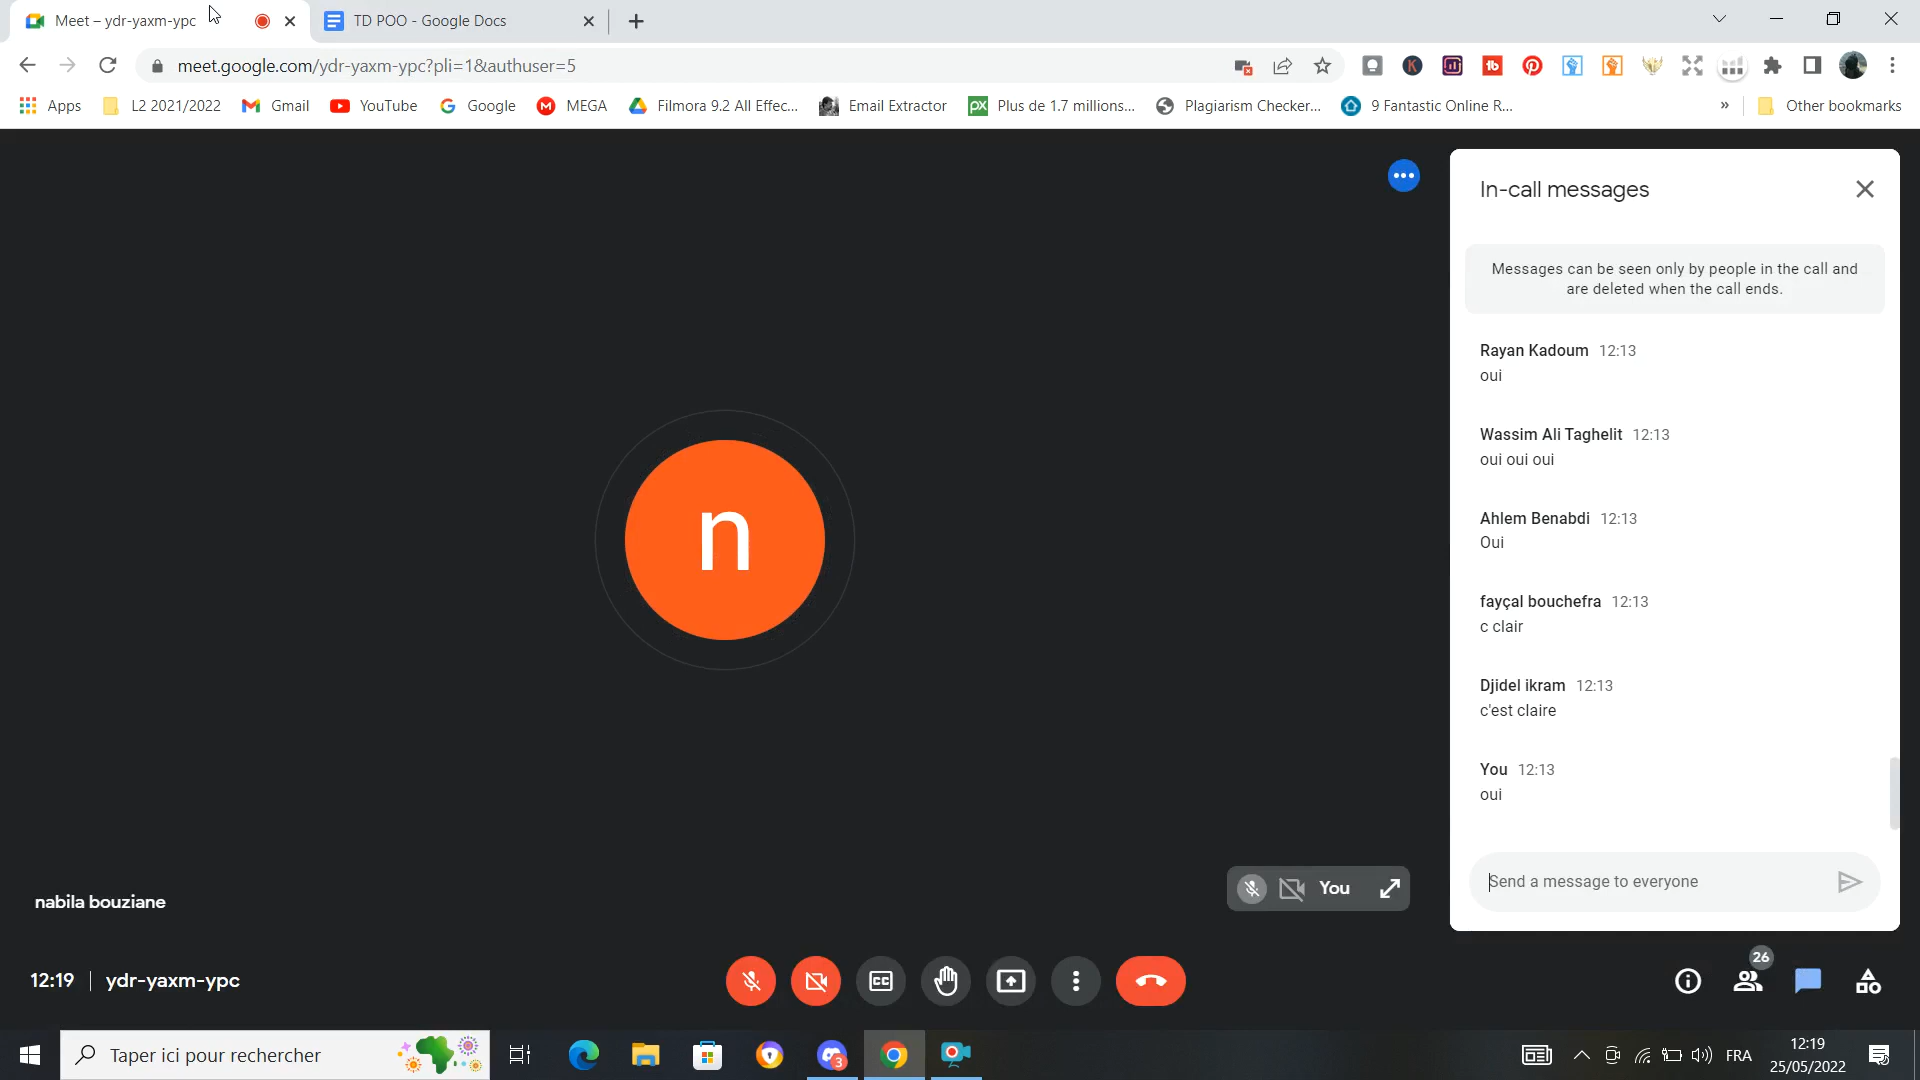 Meet – ydr-yaxm-ypc
TD POO - Google Docs
meet.google.com/ydr-yaxm-ypc?pli=1&authuser=5
Apps
L2 2021/2022
Gmail
YouTube
Google
MEGA
Filmora 9.2 All Effec...
Email Extractor
Plus de 1.7 millions...
Plagiarism Checker...
9 Fantastic Online R...
»
Other bookmarks
In-call messages
Messages can be seen only by people in the call and
are deleted when the call ends.
Rayan Kadoum 12:13
oui
Wassim Ali Taghelit 12:13
oui oui oui
Ahlem Benabdi 12:13
Oui
fayçal bouchefra 12:13
c clair
Djidel ikram 12:13
c'est claire
You 12:13
oui
Send a message to everyone
n
nabila bouziane
You
12:19 | ydr-yaxm-ypc
CC
26
Taper ici pour rechercher
3
FRA
12:19
25/05/2022